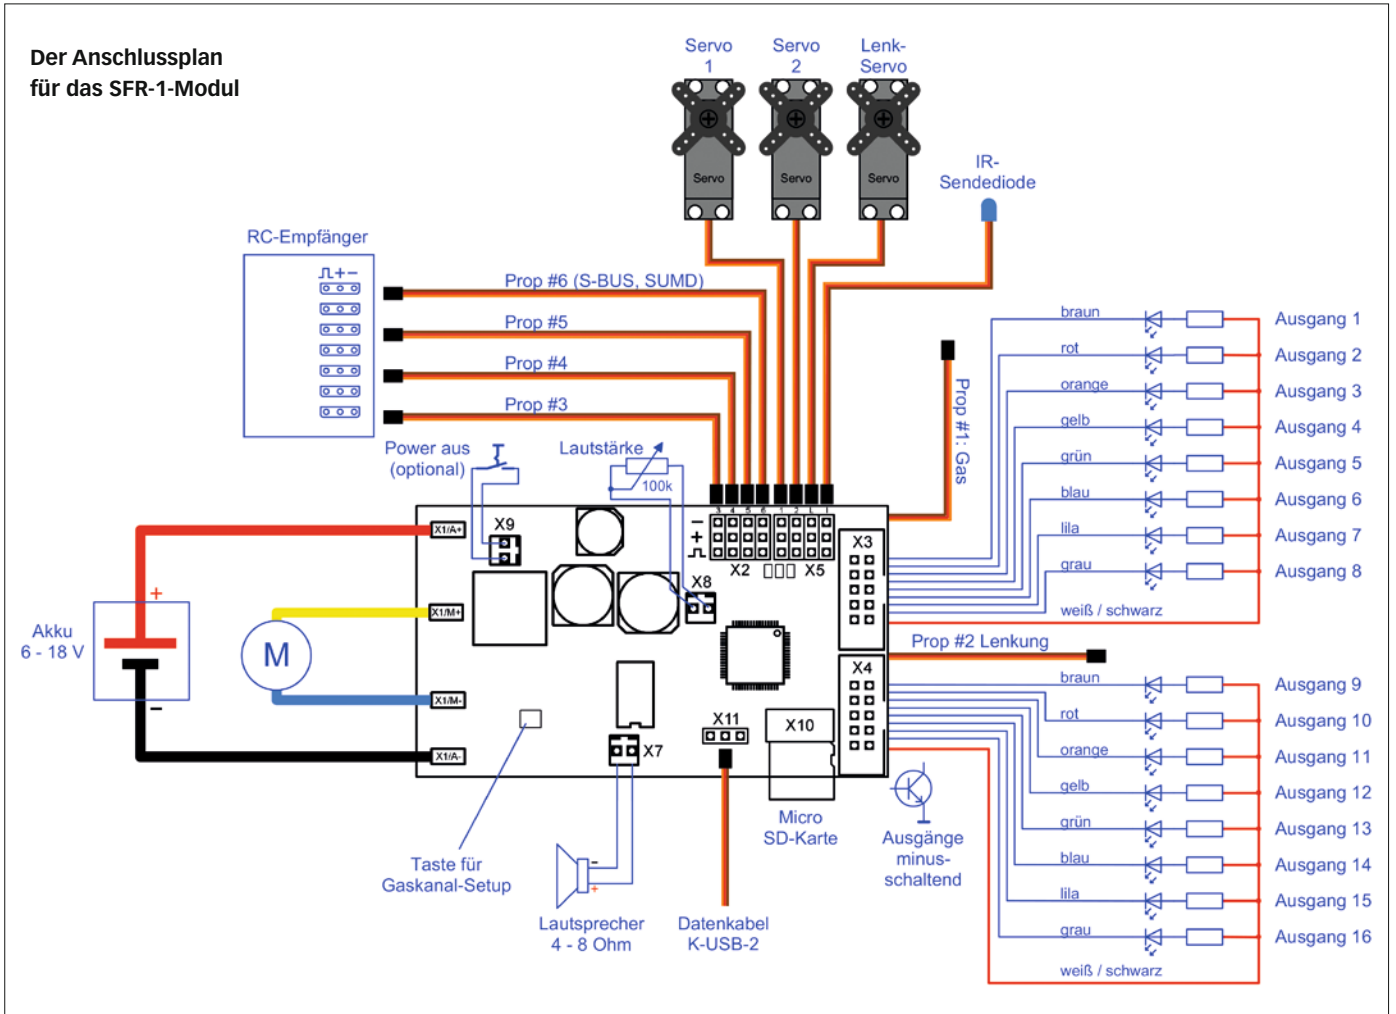 Der Anschlussplan
für das SFR-1-Modul
Servo
1
Servo
2
Lenk-
Servo
Servo
Servo
Servo
IR-
Sendediode
RC-Empfänger
+ −
Prop #6 (S-BUS, SUMD)
Prop #5
Prop #4
Prop #3
Power aus
(optional)
Lautstärke
100k
Prop #1: Gas
braun
Ausgang 1
rot
Ausgang 2
orange
Ausgang 3
gelb
Ausgang 4
grün
Ausgang 5
blau
Ausgang 6
lila
Ausgang 7
grau
Ausgang 8
weiß / schwarz
3 4 5 6 1 2 L I
−
+
X2
X5
X3
X9
X8
X1/A+
X1/M+
X1/M-
X1/A-
Akku
6 - 18 V
+
−
M
Prop #2 Lenkung
X4
X11
X10
X7
braun
Ausgang 9
rot
Ausgang 10
orange
Ausgang 11
gelb
Ausgang 12
grün
Ausgang 13
blau
Ausgang 14
lila
Ausgang 15
grau
Ausgang 16
weiß / schwarz
Taste für
Gaskanal-Setup
-
+
Lautsprecher
4 - 8 Ohm
Datenkabel
K-USB-2
Micro
SD-Karte
Ausgänge
minus-
schaltend